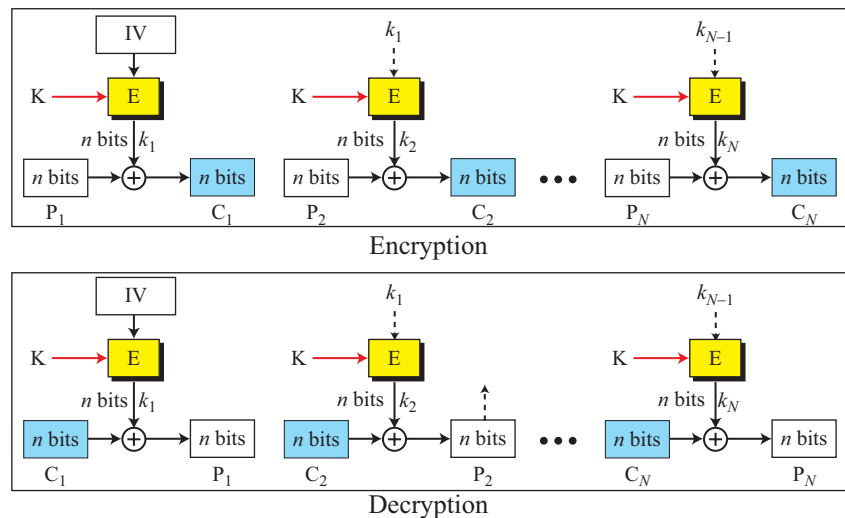 IV k₁ kN–1
K E K E K E
n bits k₁ n bits k₂ n bits kN
n bits n bits n bits n bits ••• n bits n bits
P₁ C₁ P₂ C₂ PN CN
Encryption
IV k₁ kN–1
K E K E K E
n bits k₁ n bits k₂ n bits kN
n bits n bits n bits n bits ••• n bits n bits
C₁ P₁ C₂ P₂ CN PN
Decryption